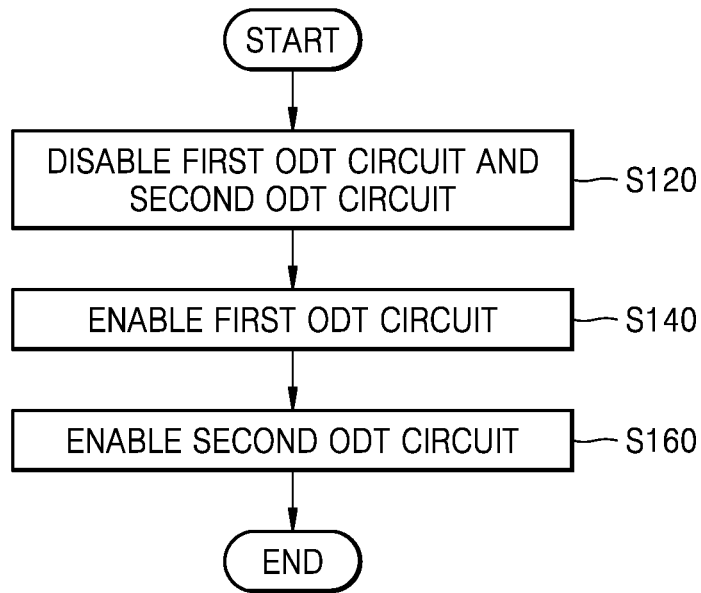 START
DISABLE FIRST ODT CIRCUIT AND
SECOND ODT CIRCUIT
S120
ENABLE FIRST ODT CIRCUIT
S140
ENABLE SECOND ODT CIRCUIT
S160
END